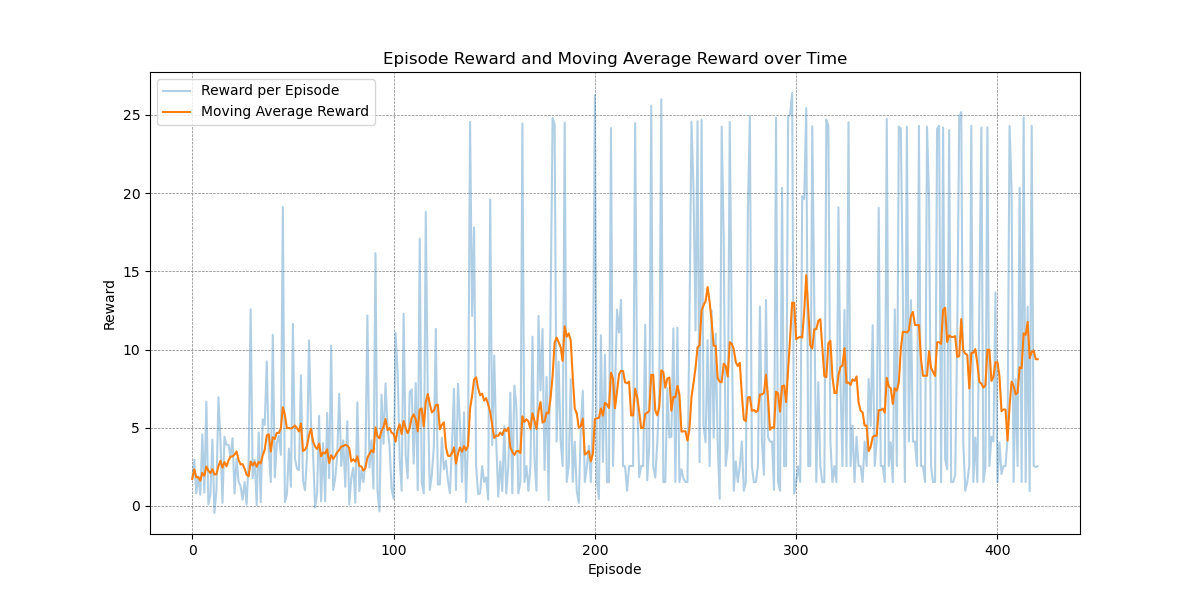 Episode Reward and Moving Average Reward over Time
Reward per Episode
Moving Average Reward
25
20
15
10
5
0
Reward
0 100 200 300 400
Episode